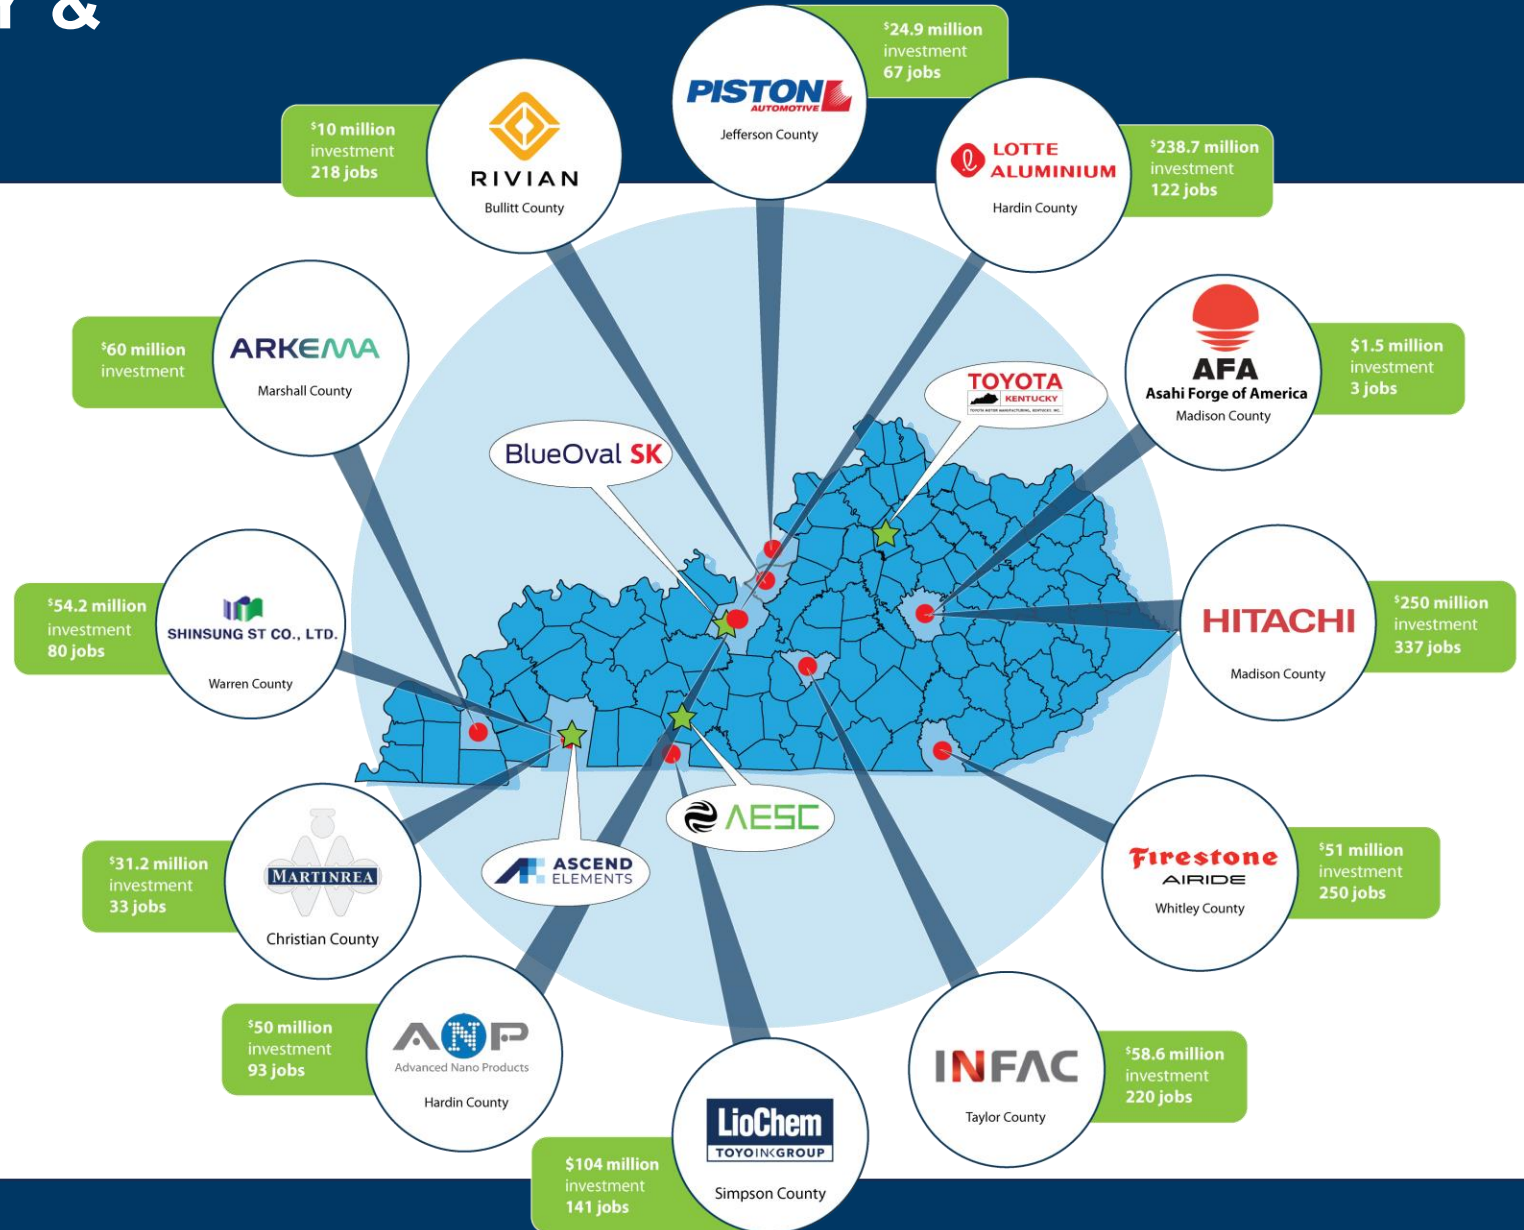 Y &
$24.9 million
investment
67 jobs
PISTON
AUTOMOTIVE
Jefferson County
$10 million
investment
218 jobs
RIVIAN
Bullitt County
LOTTE
ALUMINIUM
Hardin County
$238.7 million
investment
122 jobs
$60 million
investment
ARKEMA
Marshall County
AFA
Asahi Forge of America
Madison County
$1.5 million
investment
3 jobs
TOYOTA
KENTUCKY
TOYOTA MOTOR MANUFACTURING, KENTUCKY, INC.
BlueOval SK
$54.2 million
investment
80 jobs
SHINSUNG ST CO., LTD.
Warren County
HITACHI
Madison County
$250 million
investment
337 jobs
$31.2 million
investment
33 jobs
MARTINREA
Christian County
ASCEND
ELEMENTS
AESC
Firestone
AIRIDE
Whitley County
$51 million
investment
250 jobs
$50 million
investment
93 jobs
ANP
Advanced Nano Products
Hardin County
LioChem
TOYOINKGROUP
Simpson County
$104 million
investment
141 jobs
INFAC
Taylor County
$58.6 million
investment
220 jobs